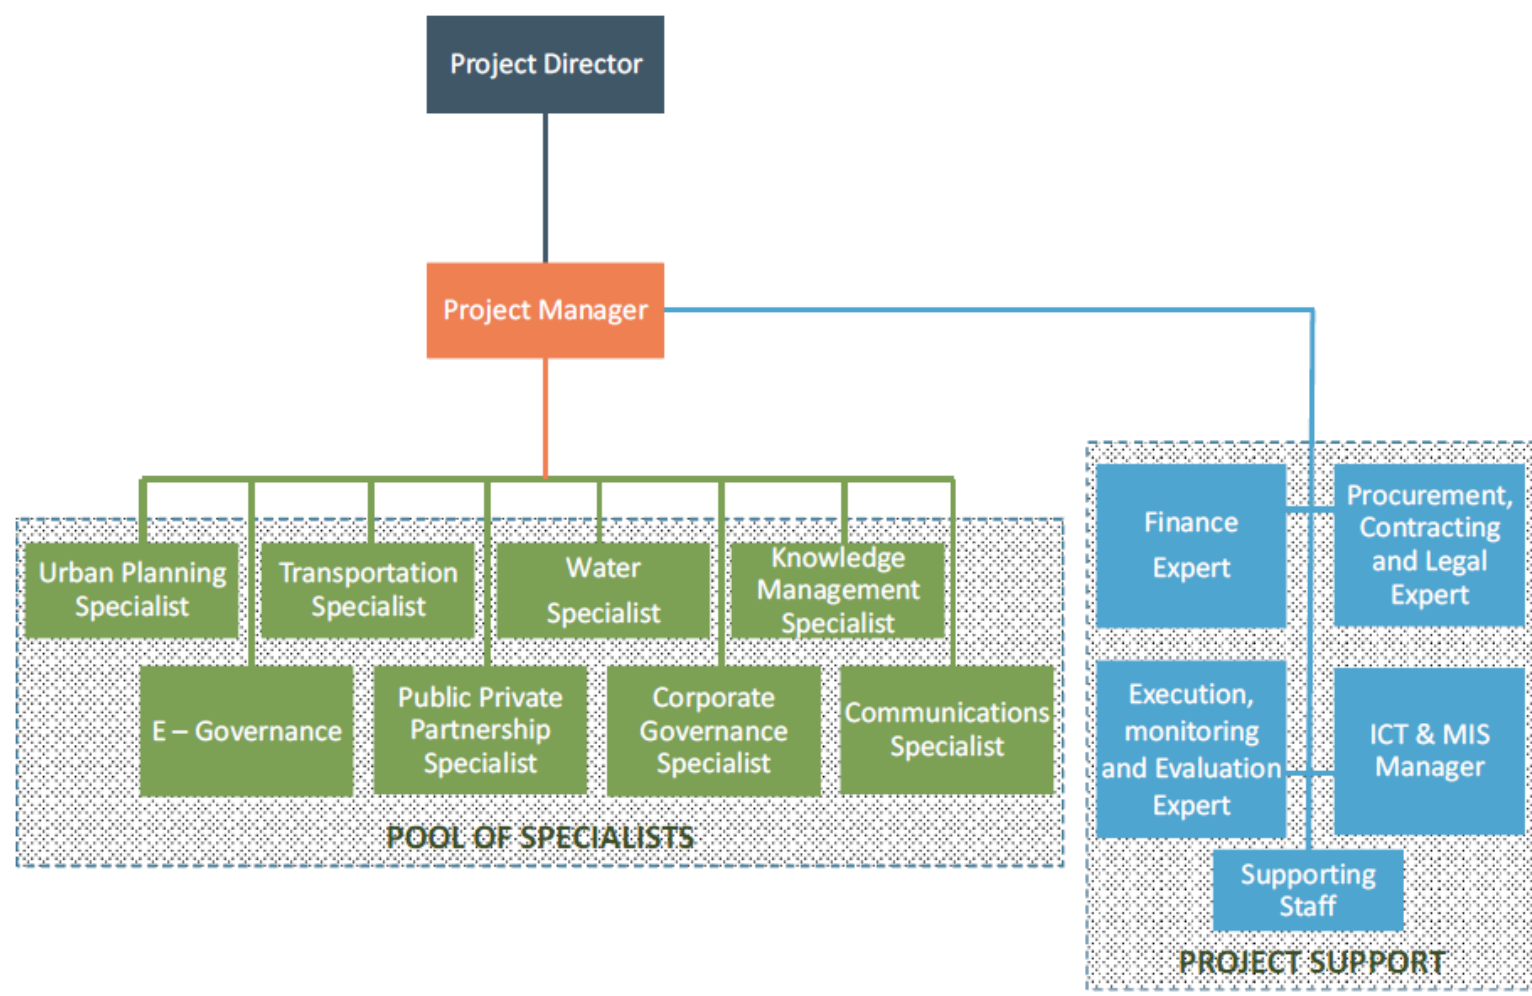 Project Director
Project Manager
Urban Planning
Specialist
Transportation
Specialist
Water
Specialist
Knowledge
Management
Specialist
E – Governance
Public Private
Partnership
Specialist
Corporate
Governance
Specialist
Communications
Specialist
POOL OF SPECIALISTS
Finance
Expert
Procurement,
Contracting
and Legal
Expert
Execution,
monitoring
and Evaluation
Expert
ICT & MIS
Manager
Supporting
Staff
PROJECT SUPPORT